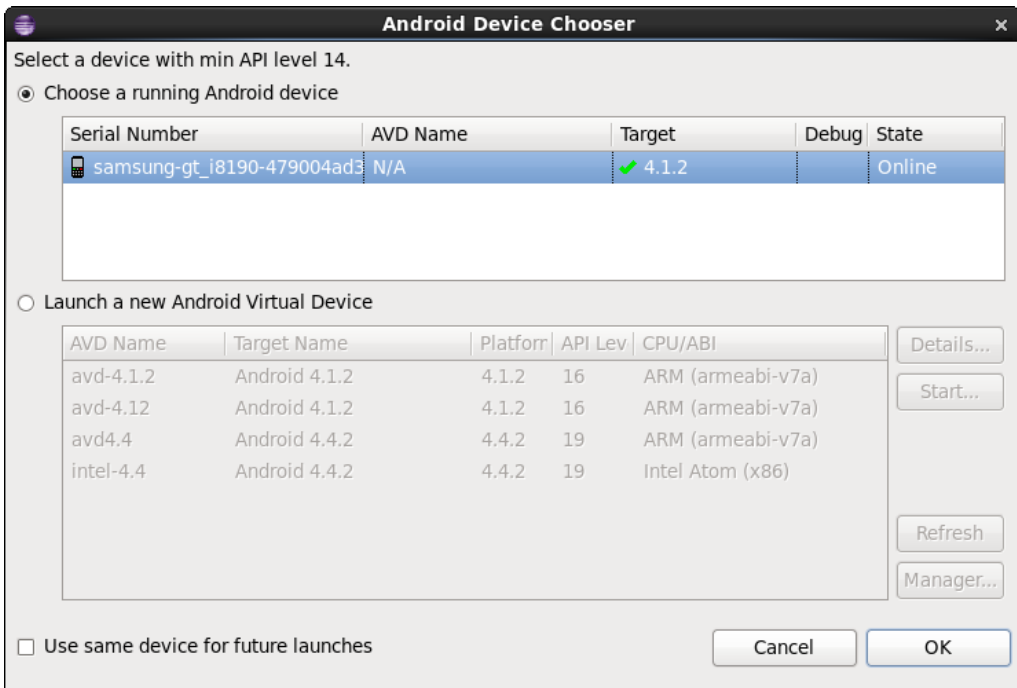 Android Device Chooser
Select a device with min API level 14.
Choose a running Android device
Serial Number AVD Name Target Debug State
samsung-gt_i8190-479004ad3 N/A 4.1.2 Online
Launch a new Android Virtual Device
AVD Name Target Name Platforr API Lev CPU/ABI
Details...
avd-4.1.2 Android 4.1.2 4.1.2 16 ARM (armeabi-v7a)
Start...
avd-4.12 Android 4.1.2 4.1.2 16 ARM (armeabi-v7a)
avd4.4 Android 4.4.2 4.4.2 19 ARM (armeabi-v7a)
intel-4.4 Android 4.4.2 4.4.2 19 Intel Atom (x86)
Refresh
Manager...
Use same device for future launches
Cancel OK